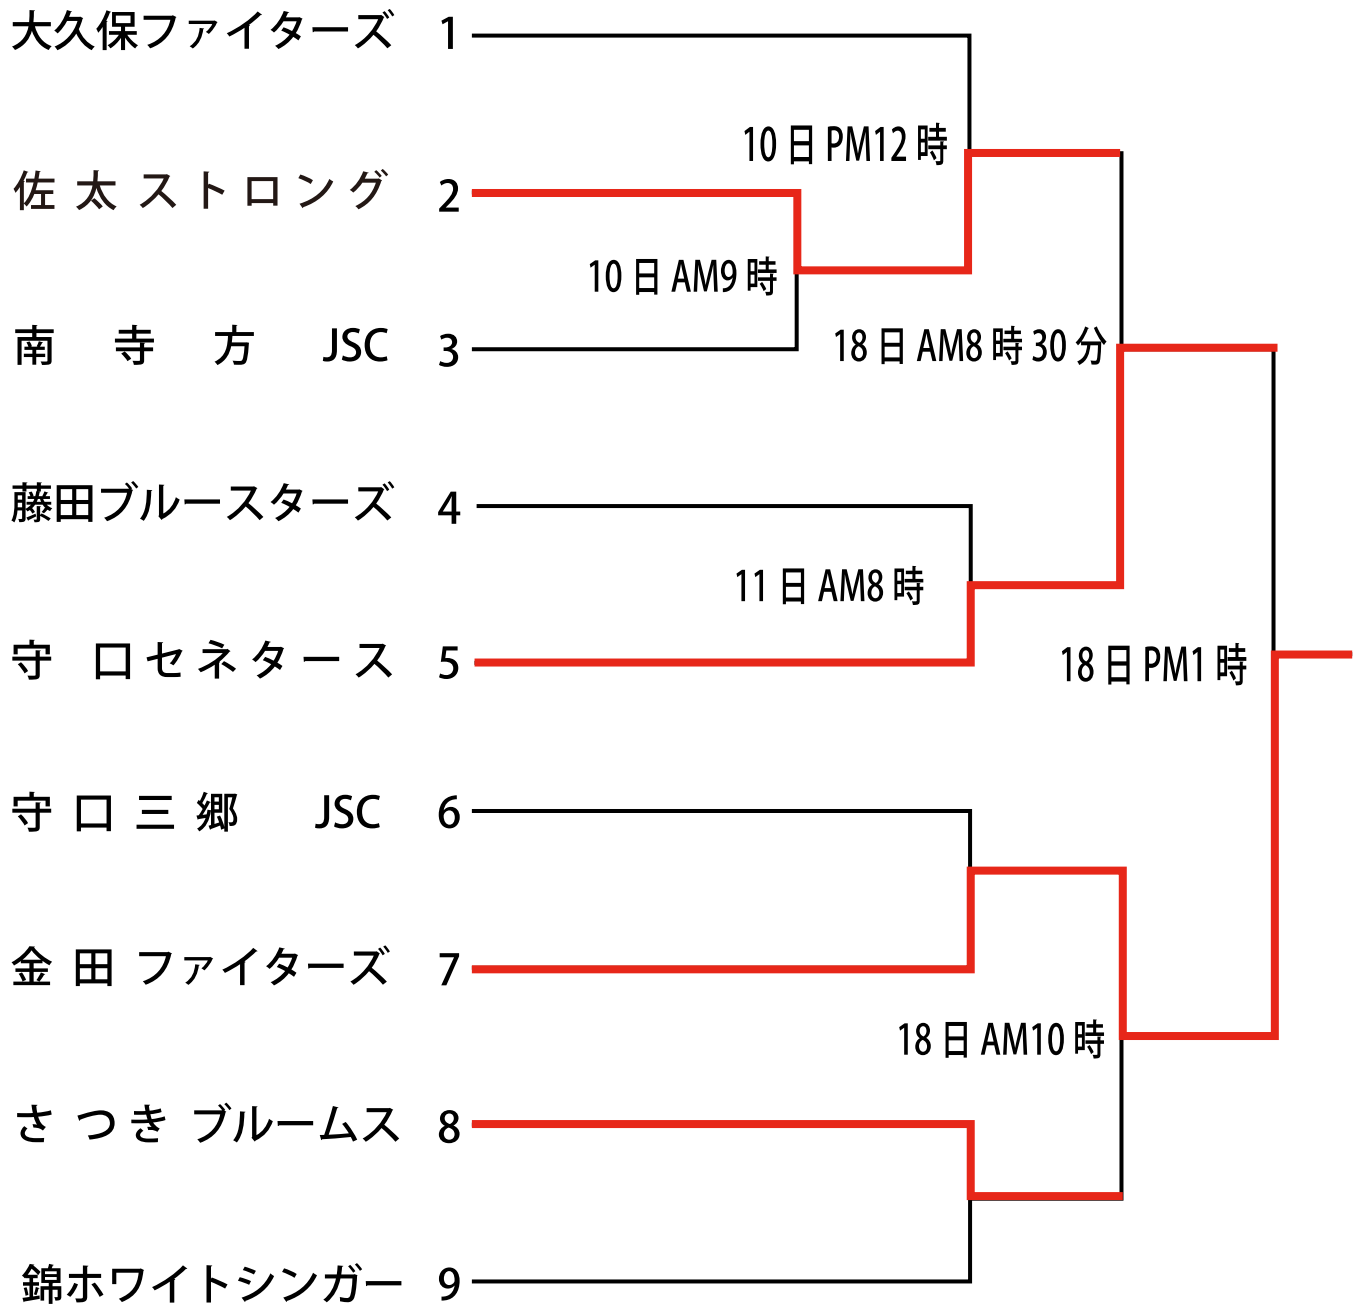 大久保ファイターズ 1
10日PM12時
佐太ストロング 2
10日AM9時
南寺方 JSC 3
18日AM8時30分
藤田ブルースターズ 4
11日AM8時
守口セネタース 5
18日PM1時
守口三郷 JSC 6
金田ファイターズ 7
18日AM10時
さつきブルームス 8
錦ホワイトシンガー 9